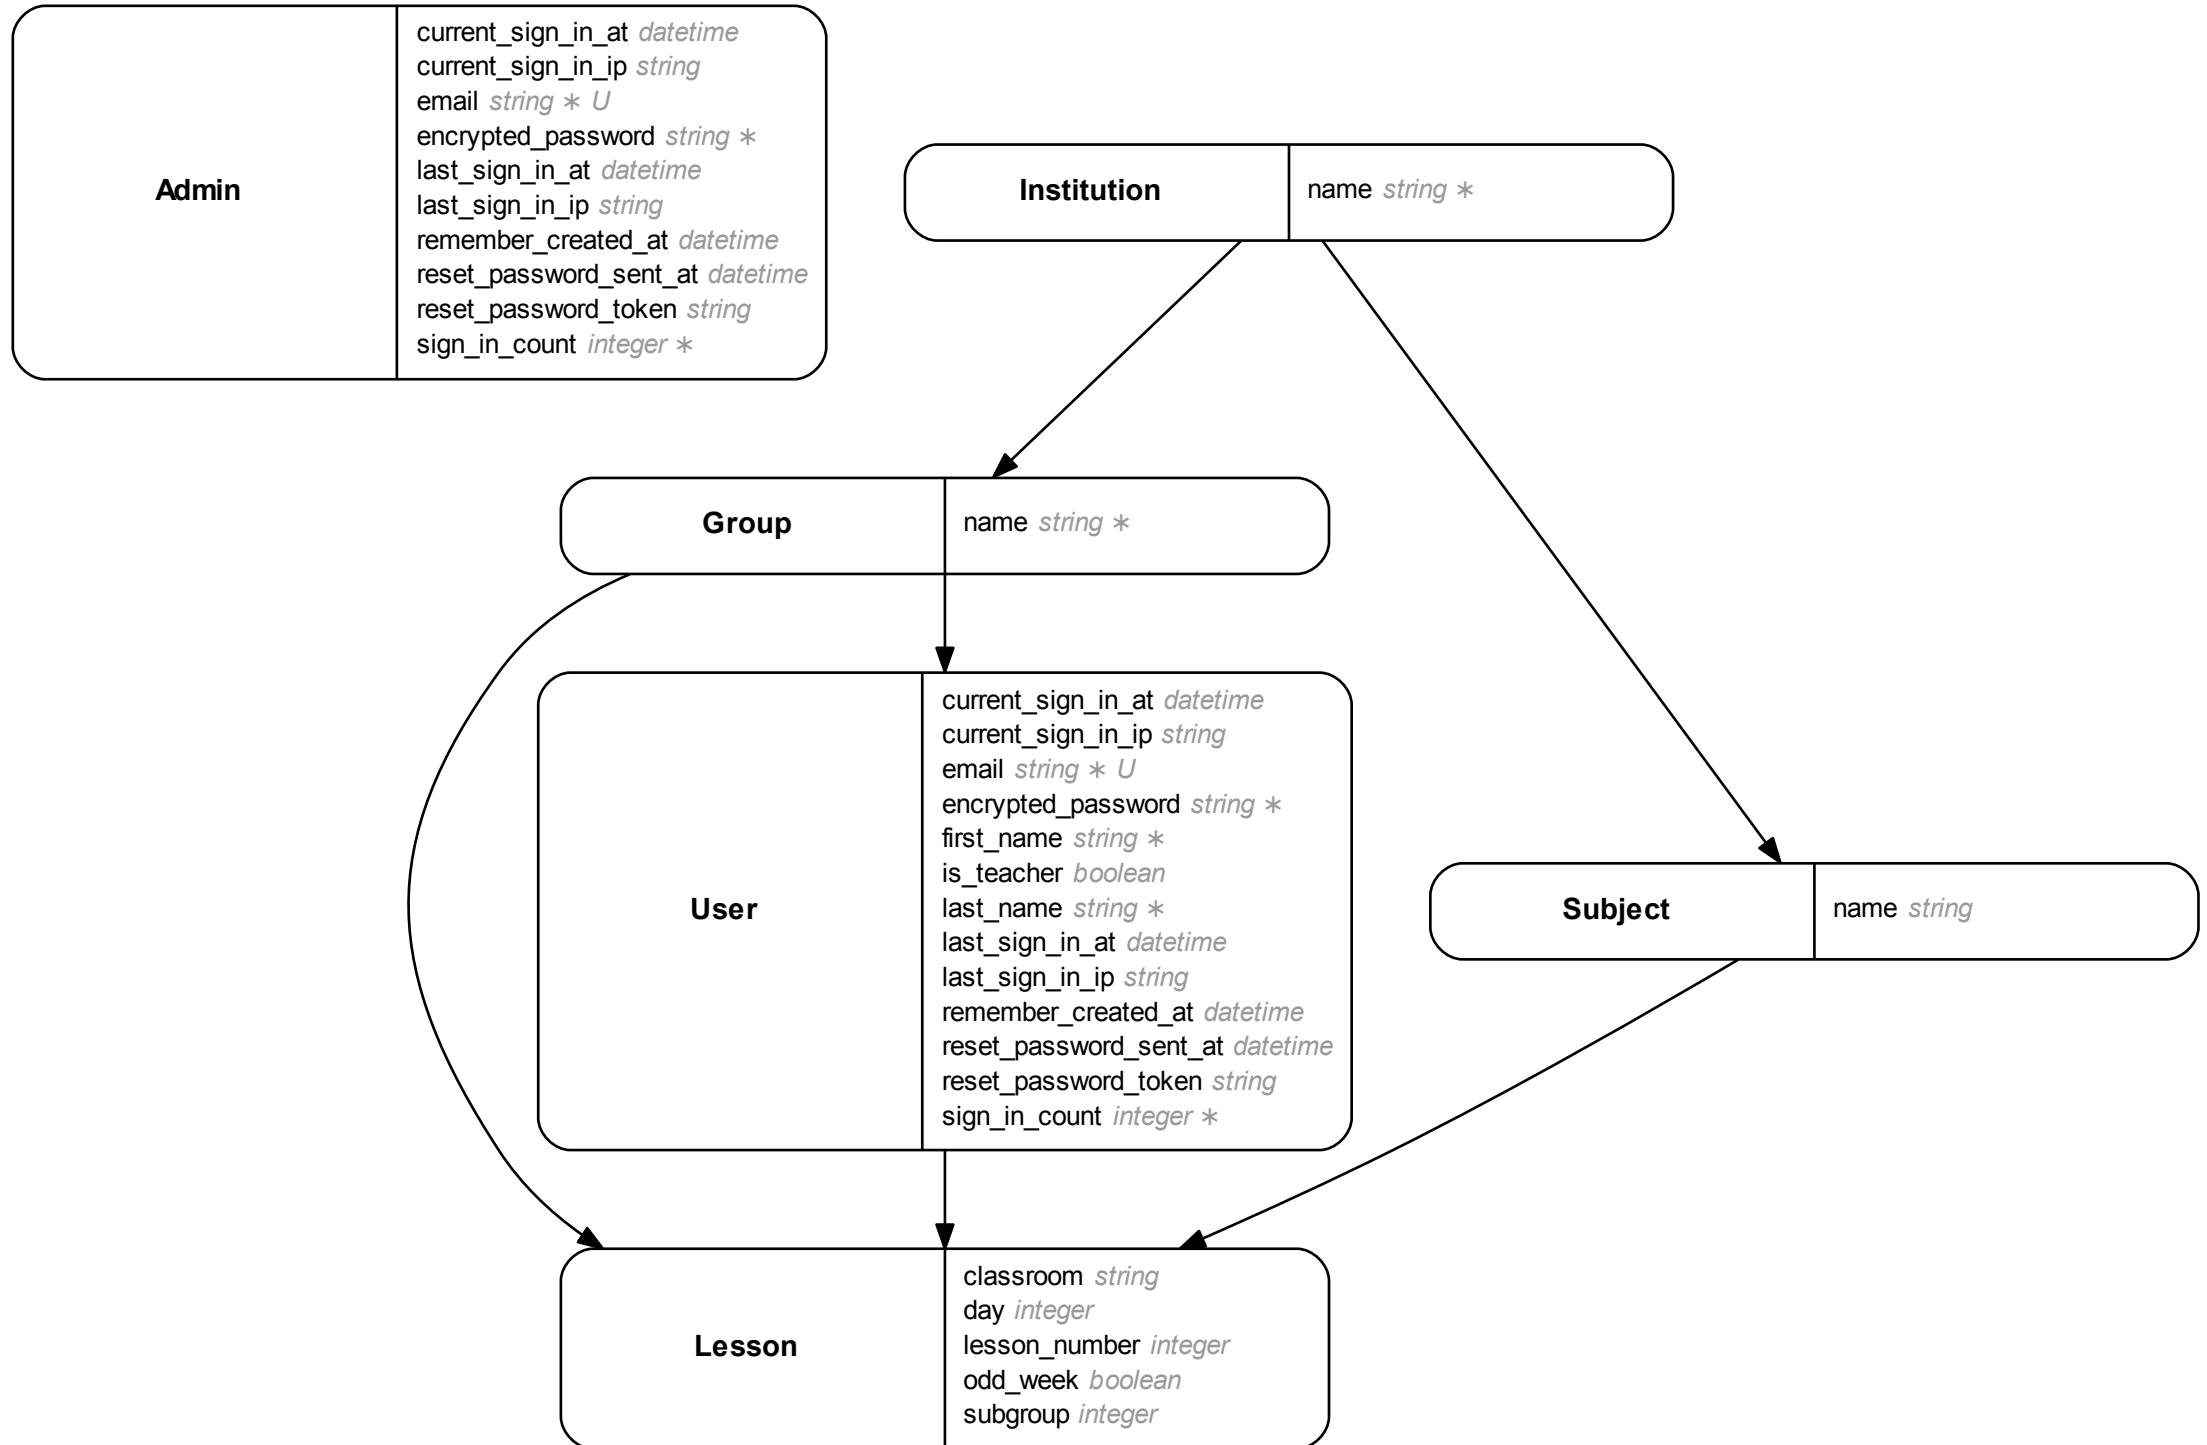 Admin
current_sign_in_at datetime
current_sign_in_ip string
email string ∗ U
encrypted_password string ∗
last_sign_in_at datetime
last_sign_in_ip string
remember_created_at datetime
reset_password_sent_at datetime
reset_password_token string
sign_in_count integer ∗
Institution
name string ∗
Group
name string ∗
User
current_sign_in_at datetime
current_sign_in_ip string
email string ∗ U
encrypted_password string ∗
first_name string ∗
is_teacher boolean
last_name string ∗
last_sign_in_at datetime
last_sign_in_ip string
remember_created_at datetime
reset_password_sent_at datetime
reset_password_token string
sign_in_count integer ∗
Subject
name string
Lesson
classroom string
day integer
lesson_number integer
odd_week boolean
subgroup integer